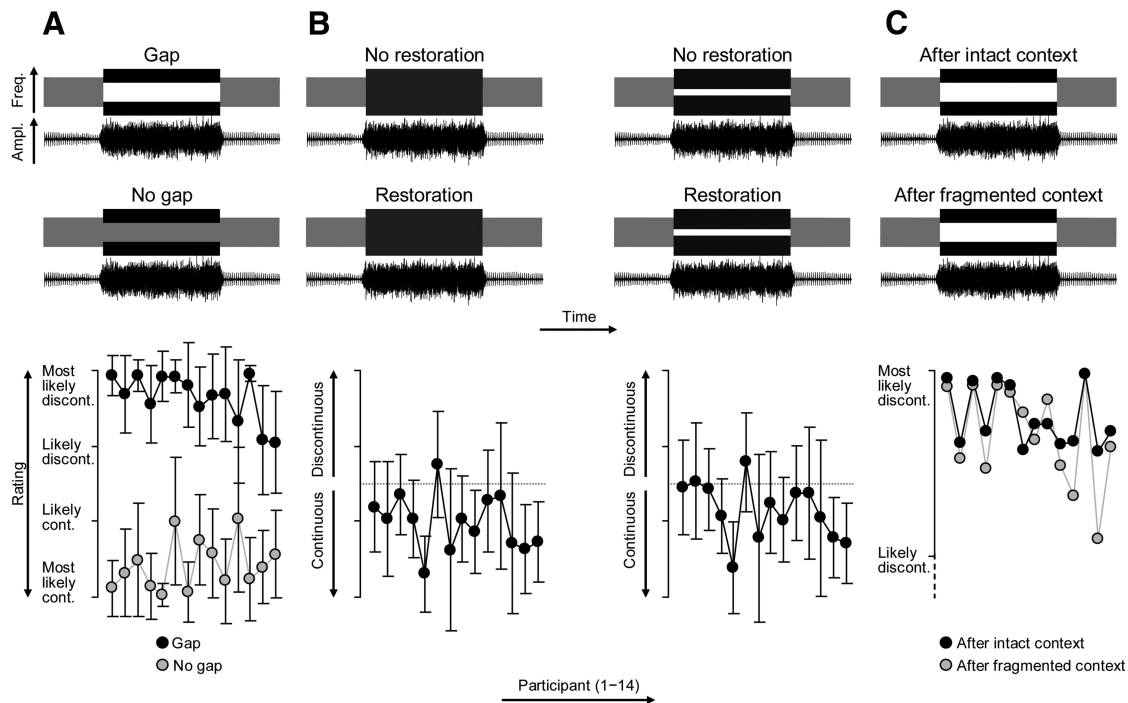 A
B
C
Gap
No restoration
No restoration
After intact context
Freq.
Ampl.
No gap
Restoration
Restoration
After fragmented context
Time
Rating
Most
likely
discont.
Likely
discont.
Likely
cont.
Most
likely
cont.
Discontinuous
Continuous
Discontinuous
Continuous
Most
likely
discont.
Likely
discont.
Gap
No gap
After intact context
After fragmented context
Participant (1–14)